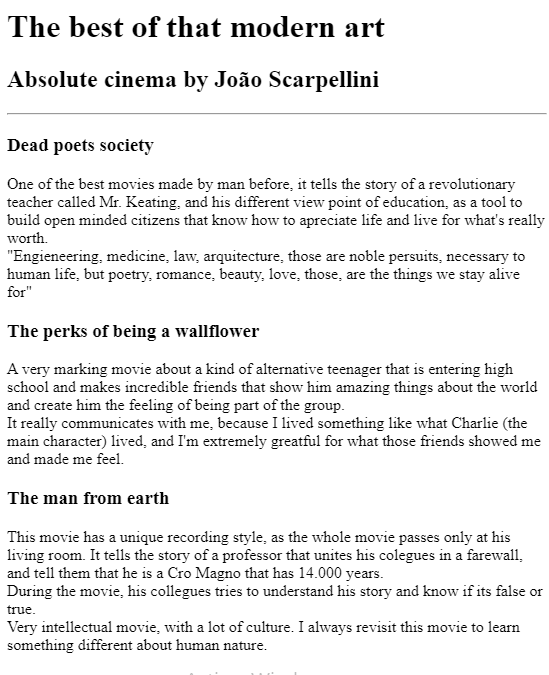 The best of that modern art
Absolute cinema by João Scarpellini
Dead poets society
One of the best movies made by man before, it tells the story of a revolutionary
teacher called Mr. Keating, and his different view point of education, as a tool to
build open minded citizens that know how to apreciate life and live for what's really
worth.
"Engieneering, medicine, law, arquitecture, those are noble persuits, necessary to
human life, but poetry, romance, beauty, love, those, are the things we stay alive
for"
The perks of being a wallflower
A very marking movie about a kind of alternative teenager that is entering high
school and makes incredible friends that show him amazing things about the world
and create him the feeling of being part of the group.
It really communicates with me, because I lived something like what Charlie (the
main character) lived, and I'm extremely greatful for what those friends showed me
and made me feel.
The man from earth
This movie has a unique recording style, as the whole movie passes only at his
living room. It tells the story of a professor that unites his colegues in a farewall,
and tell them that he is a Cro Magno that has 14.000 years.
During the movie, his collegues tries to understand his story and know if its false or
true.
Very intellectual movie, with a lot of culture. I always revisit this movie to learn
something different about human nature.